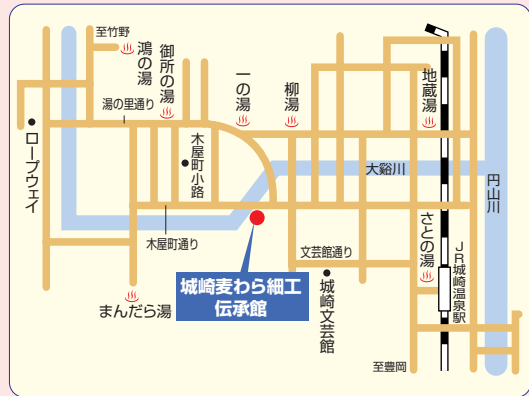 至竹野
鴻の湯
御所の湯
一の湯
柳湯
地蔵湯
湯の里通り
ロープウェイ
木屋町小路
大谿川
円山川
木屋町通り
文芸館通り
さとの湯
JR城崎温泉駅
城崎麦わら細工
伝承館
城崎文芸館
まんだら湯
至豊岡